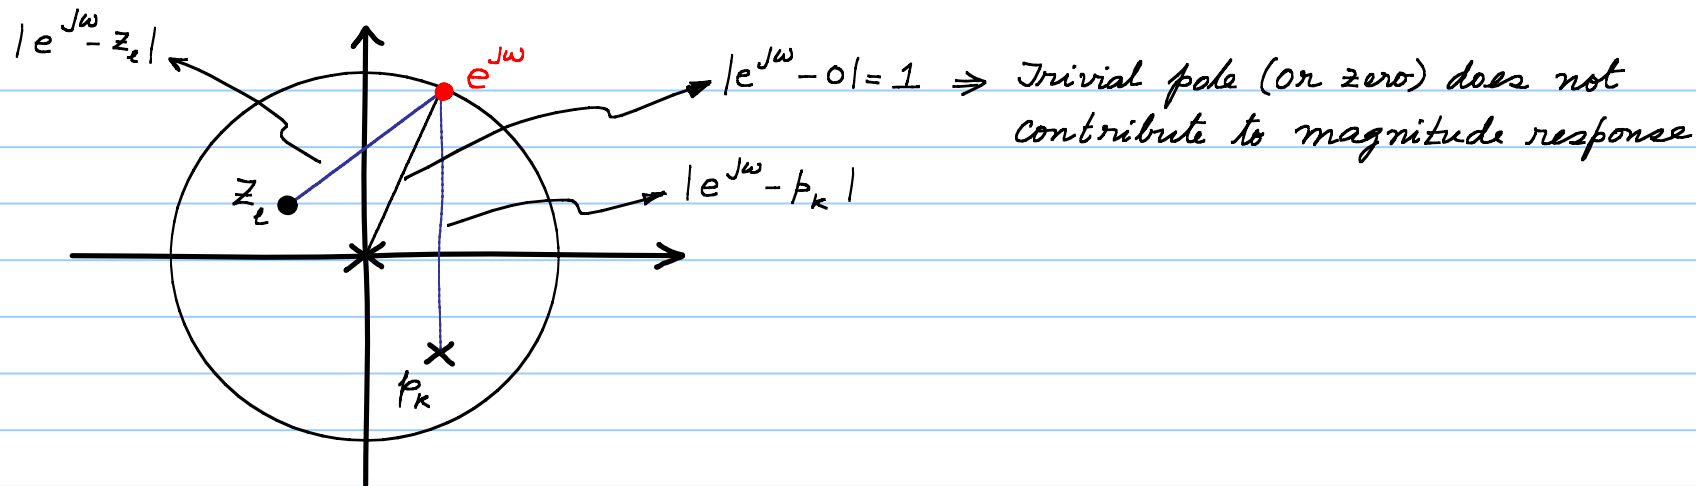 |e^{jω} - z_ℓ|
e^{jω}
|e^{jω} - 0| = 1 ⇒ Trivial pole (or zero) does not
contribute to magnitude response
|e^{jω} - p_k|
z_ℓ
p_k